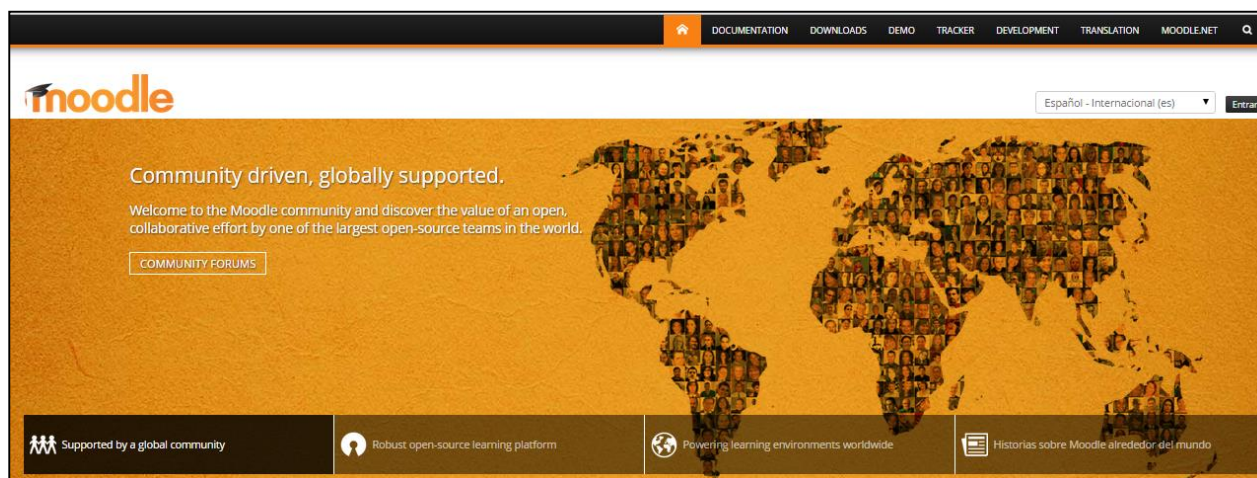 DOCUMENTATION DOWNLOADS DEMO TRACKER DEVELOPMENT TRANSLATION MOODLE.NET
moodle
Español - Internacional (es)
Entrar
Community driven, globally supported.
Welcome to the Moodle community and discover the value of an open,
collaborative effort by one of the largest open-source teams in the world.
COMMUNITY FORUMS
Supported by a global community
Robust open-source learning platform
Powering learning environments worldwide
Historias sobre Moodle alrededor del mundo